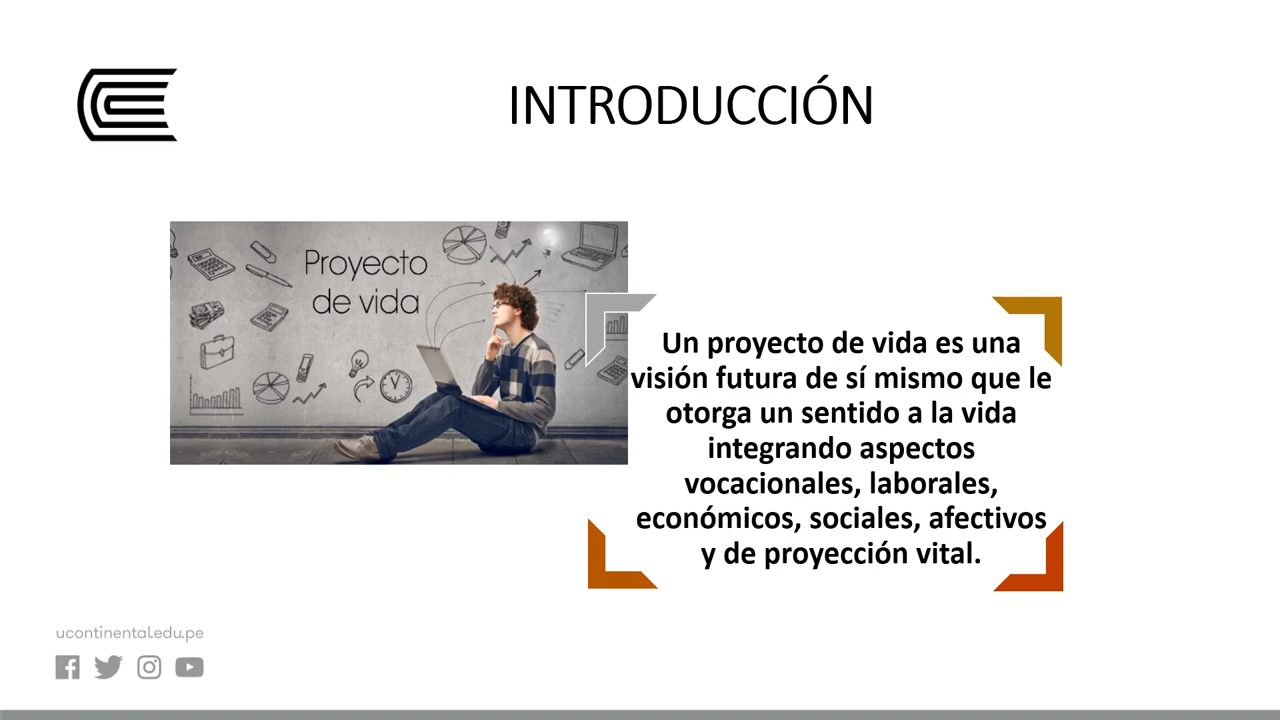 INTRODUCCIÓN
Proyecto
de vida
Un proyecto de vida es una
visión futura de sí mismo que le
otorga un sentido a la vida
integrando aspectos
vocacionales, laborales,
económicos, sociales, afectivos
y de proyección vital.
ucontinental.edu.pe